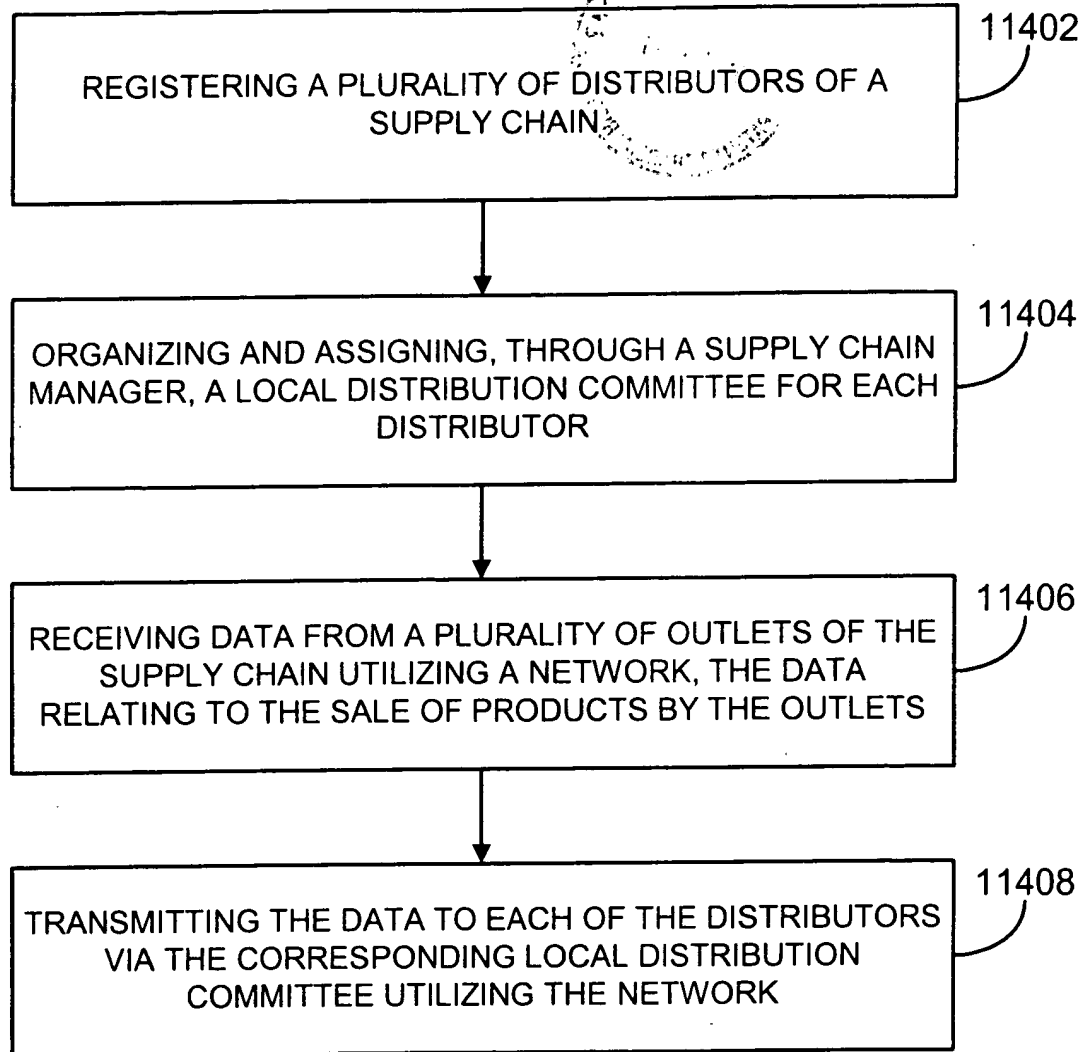 11402
REGISTERING A PLURALITY OF DISTRIBUTORS OF A
SUPPLY CHAIN
11404
ORGANIZING AND ASSIGNING, THROUGH A SUPPLY CHAIN
MANAGER, A LOCAL DISTRIBUTION COMMITTEE FOR EACH
DISTRIBUTOR
11406
RECEIVING DATA FROM A PLURALITY OF OUTLETS OF THE
SUPPLY CHAIN UTILIZING A NETWORK, THE DATA
RELATING TO THE SALE OF PRODUCTS BY THE OUTLETS
11408
TRANSMITTING THE DATA TO EACH OF THE DISTRIBUTORS
VIA THE CORRESPONDING LOCAL DISTRIBUTION
COMMITTEE UTILIZING THE NETWORK